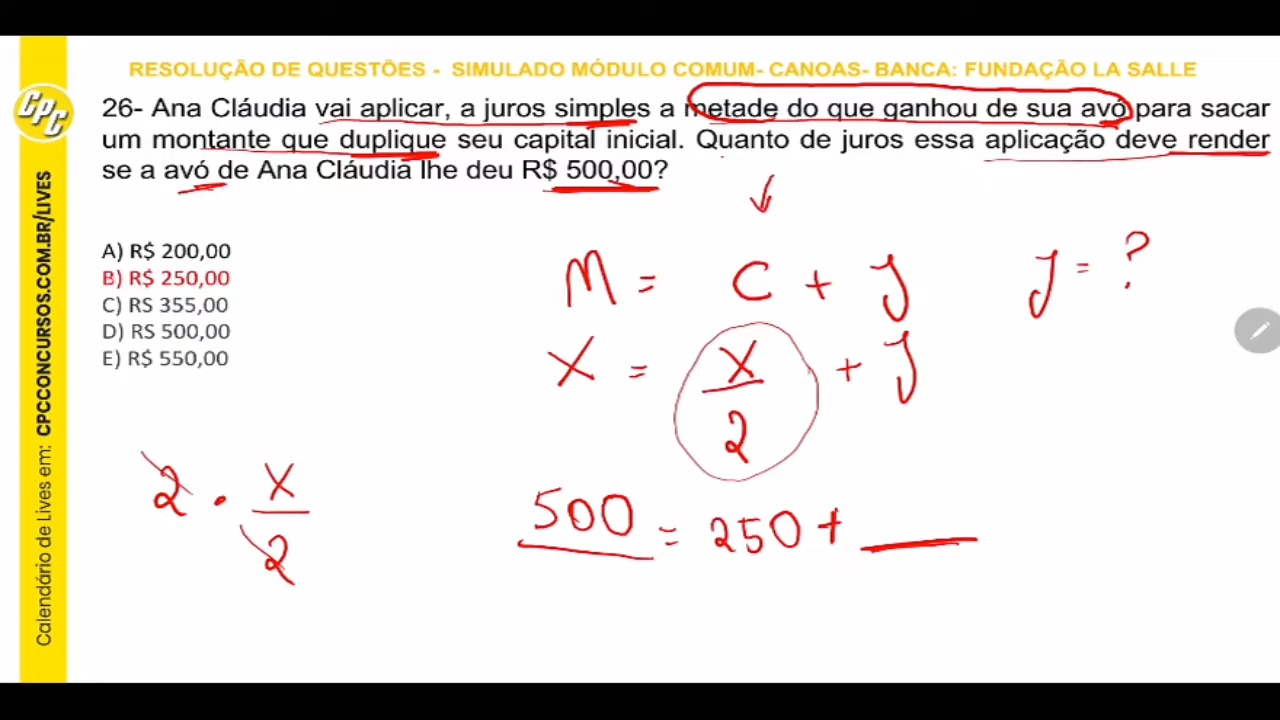 RESOLUÇÃO DE QUESTÕES - SIMULADO MÓDULO COMUM- CANOAS- BANCA: FUNDAÇÃO LA SALLE
CPC
26- Ana Cláudia vai aplicar, a juros simples a metade do que ganhou de sua avó para sacar
um montante que duplique seu capital inicial. Quanto de juros essa aplicação deve render
se a avó de Ana Cláudia lhe deu R$ 500,00?
A) R$ 200,00
B) R$ 250,00
C) RS 355,00
D) RS 500,00
E) R$ 550,00
M = C + J
J = ?
X = X/2 + J
2 . X/2
500 = 250 + ___
Calendário de Lives em: CPCCONCURSOS.COM.BR/LIVES